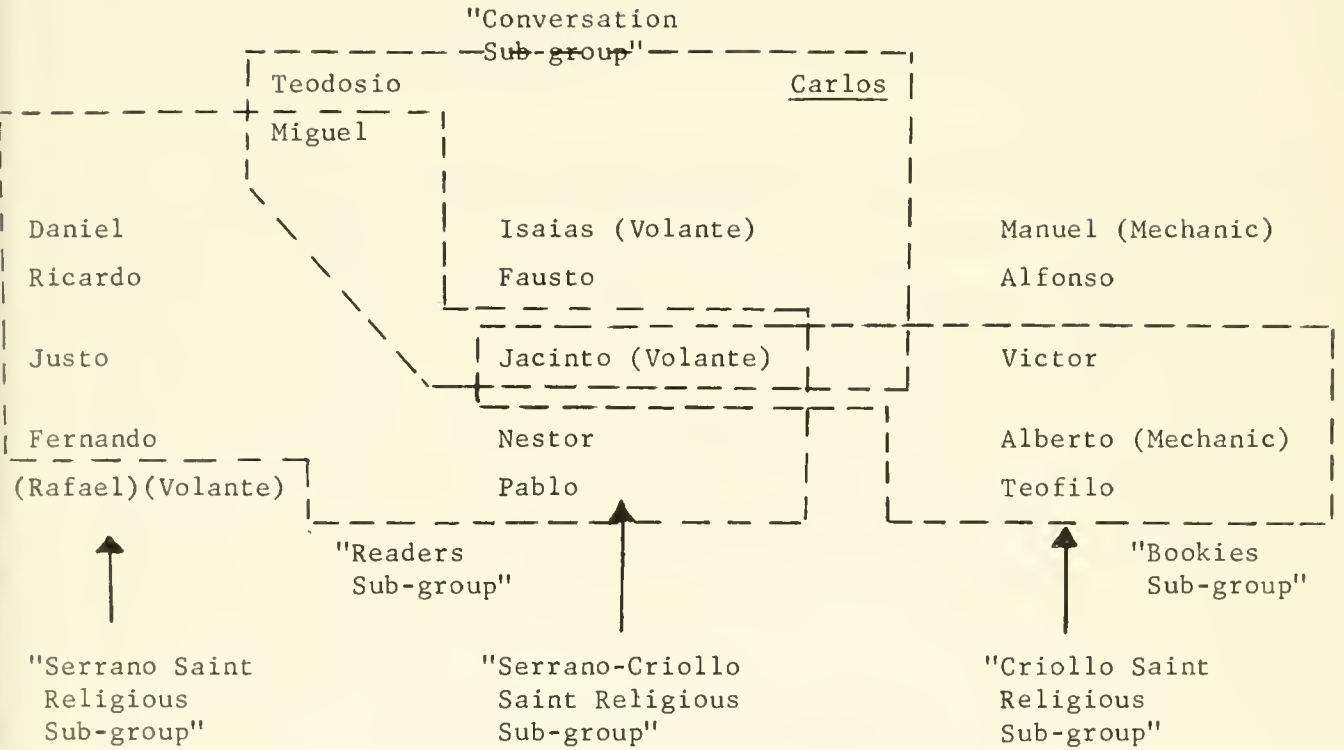 "Conversation
Sub-group"
Teodosio Carlos
Miguel
Daniel Isaias (Volante) Manuel (Mechanic)
Ricardo Fausto Alfonso
Justo Jacinto (Volante) Victor
Fernando Nestor Alberto (Mechanic)
(Rafael)(Volante) Pablo Teofilo
"Readers "Bookies
Sub-group" Sub-group"
"Serrano Saint "Serrano-Criollo "Criollo Saint
Religious Saint Religious Religious
Sub-group" Sub-group" Sub-group"